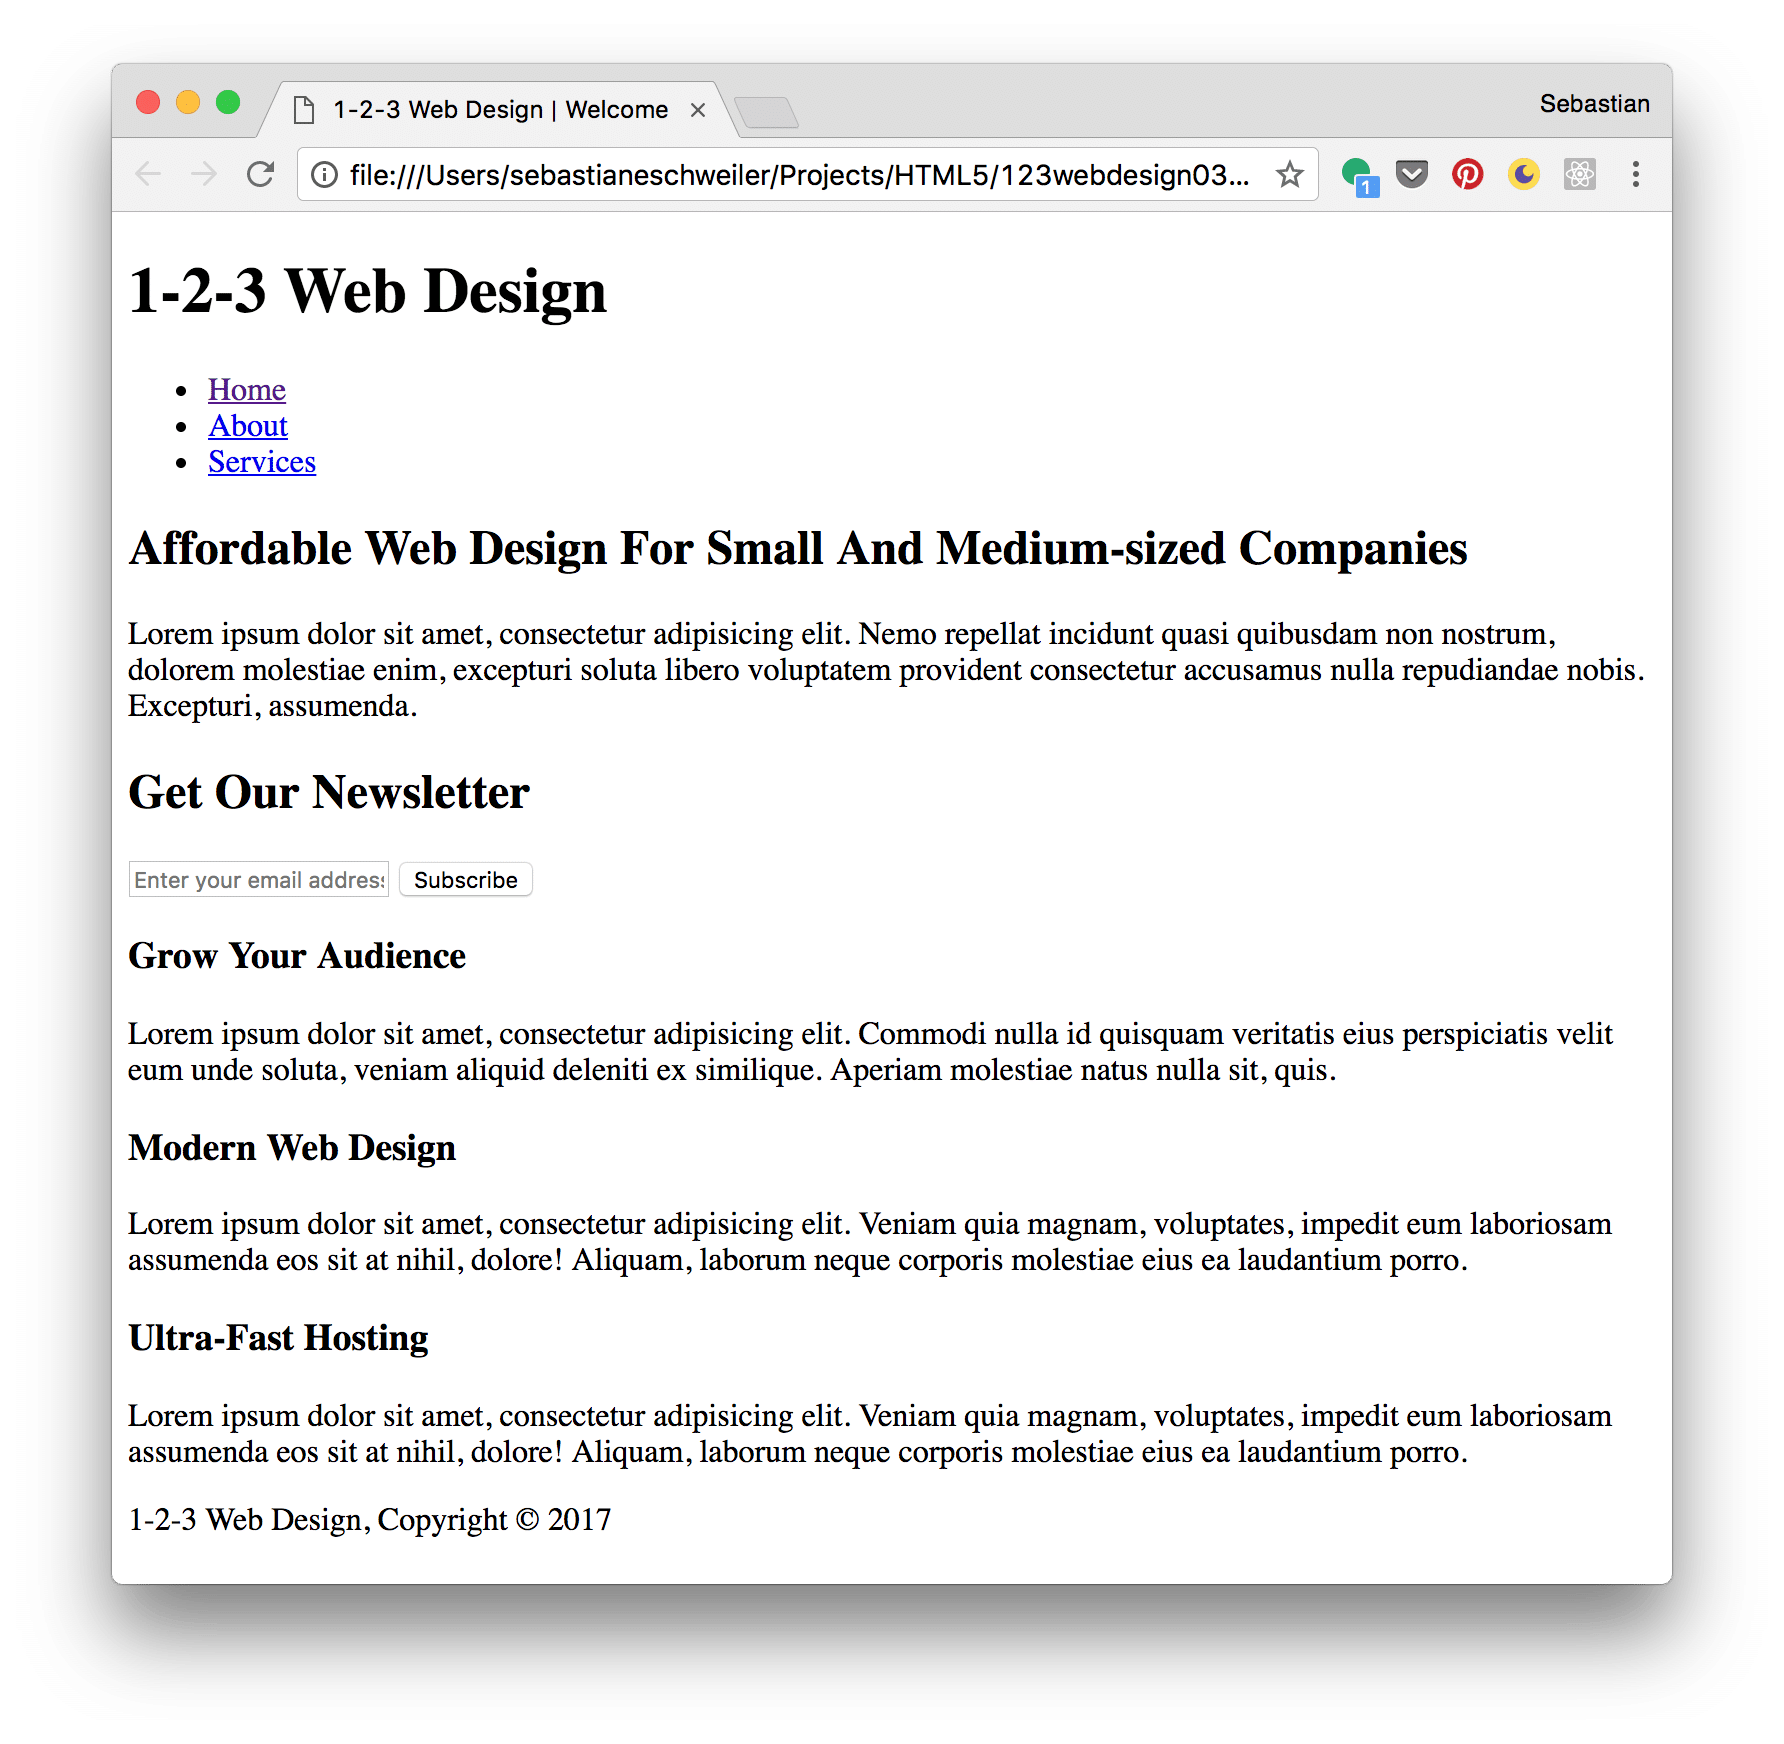 1-2-3 Web Design | Welcome
Sebastian
file:///Users/sebastianeschweiler/Projects/HTML5/123webdesign03...
1
1-2-3 Web Design
Home
About
Services
Affordable Web Design For Small And Medium-sized Companies
Lorem ipsum dolor sit amet, consectetur adipisicing elit. Nemo repellat incidunt quasi quibusdam non nostrum,
dolorem molestiae enim, excepturi soluta libero voluptatem provident consectetur accusamus nulla repudiandae nobis.
Excepturi, assumenda.
Get Our Newsletter
Enter your email address
Subscribe
Grow Your Audience
Lorem ipsum dolor sit amet, consectetur adipisicing elit. Commodi nulla id quisquam veritatis eius perspiciatis velit
eum unde soluta, veniam aliquid deleniti ex similique. Aperiam molestiae natus nulla sit, quis.
Modern Web Design
Lorem ipsum dolor sit amet, consectetur adipisicing elit. Veniam quia magnam, voluptates, impedit eum laboriosam
assumenda eos sit at nihil, dolore! Aliquam, laborum neque corporis molestiae eius ea laudantium porro.
Ultra-Fast Hosting
Lorem ipsum dolor sit amet, consectetur adipisicing elit. Veniam quia magnam, voluptates, impedit eum laboriosam
assumenda eos sit at nihil, dolore! Aliquam, laborum neque corporis molestiae eius ea laudantium porro.
1-2-3 Web Design, Copyright © 2017